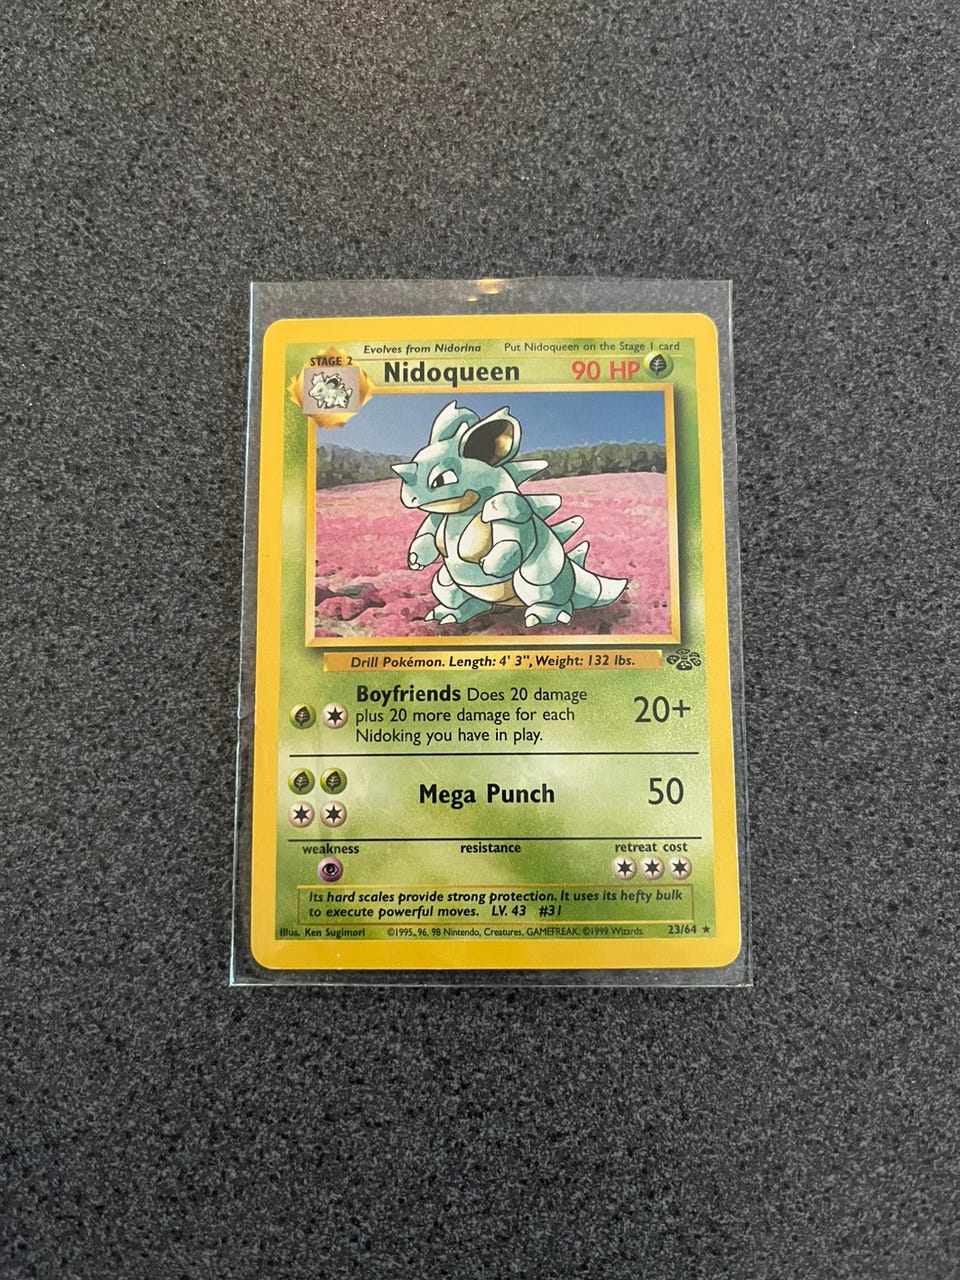 Evolves from Nidorina Put Nidoqueen on the Stage 1 card
STAGE 2
Nidoqueen 90 HP
Drill Pokémon. Length: 4' 3", Weight: 132 lbs.
Boyfriends Does 20 damage
plus 20 more damage for each
Nidoking you have in play.
20+
Mega Punch 50
weakness resistance retreat cost
Its hard scales provide strong protection. It uses its hefty bulk
to execute powerful moves. LV. 43 #31
Illus. Ken Sugimori ©1995, 96, 98 Nintendo, Creatures, GAMEFREAK. ©1999 Wizards. 23/64 ★